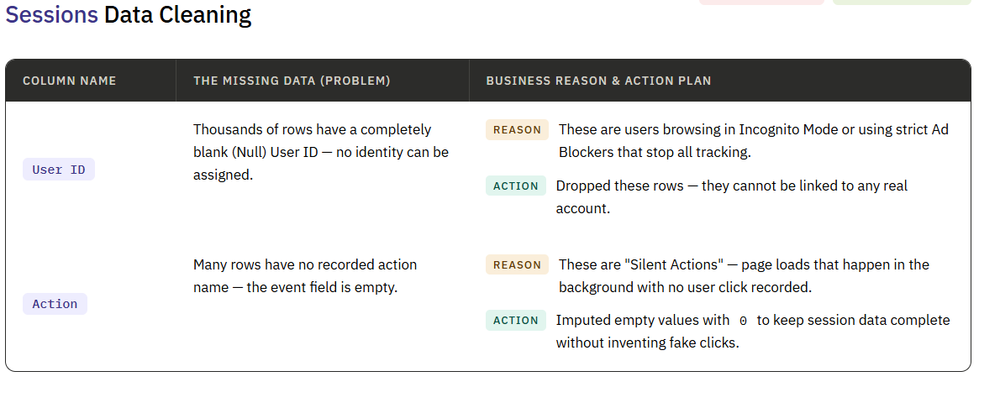 Sessions Data Cleaning
COLUMN NAME
THE MISSING DATA (PROBLEM)
BUSINESS REASON & ACTION PLAN
User ID
Thousands of rows have a completely
blank (Null) User ID — no identity can be
assigned.
REASON These are users browsing in Incognito Mode or using strict Ad
Blockers that stop all tracking.
ACTION Dropped these rows — they cannot be linked to any real
account.
Action
Many rows have no recorded action
name — the event field is empty.
REASON These are "Silent Actions" — page loads that happen in the
background with no user click recorded.
ACTION Imputed empty values with 0 to keep session data complete
without inventing fake clicks.